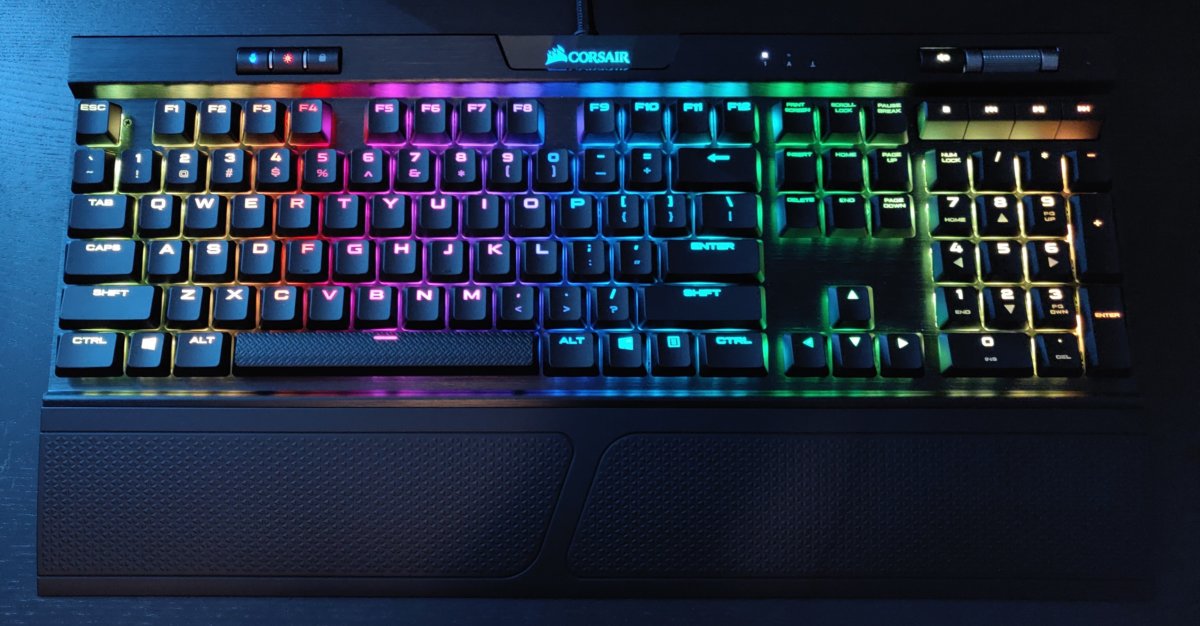 CORSAIR
ESC F1 F2 F3 F4 F5 F6 F7 F8 F9 F10 F11 F12 PRINT SCREEN SCROLL LOCK PAUSE BREAK
` ~ 1 ! 2 @ 3 # 4 $ 5 % 6 ^ 7 & 8 * 9 ( 0 ) - _ = + ← INSERT HOME PAGE UP NUM LOCK / * -
TAB Q W E R T Y U I O P [ { ] } \ | DELETE END PAGE DOWN 7 HOME 8 ▲ 9 PG UP +
CAPS A S D F G H J K L ; : ' " ENTER 4 ◀ 5 6 ▶
SHIFT Z X C V B N M , < . > / ? SHIFT ▲ 1 END 2 ▼ 3 PG DWN ENTER
CTRL ALT ALT CTRL ◀ ▼ ▶ 0 INS . DEL